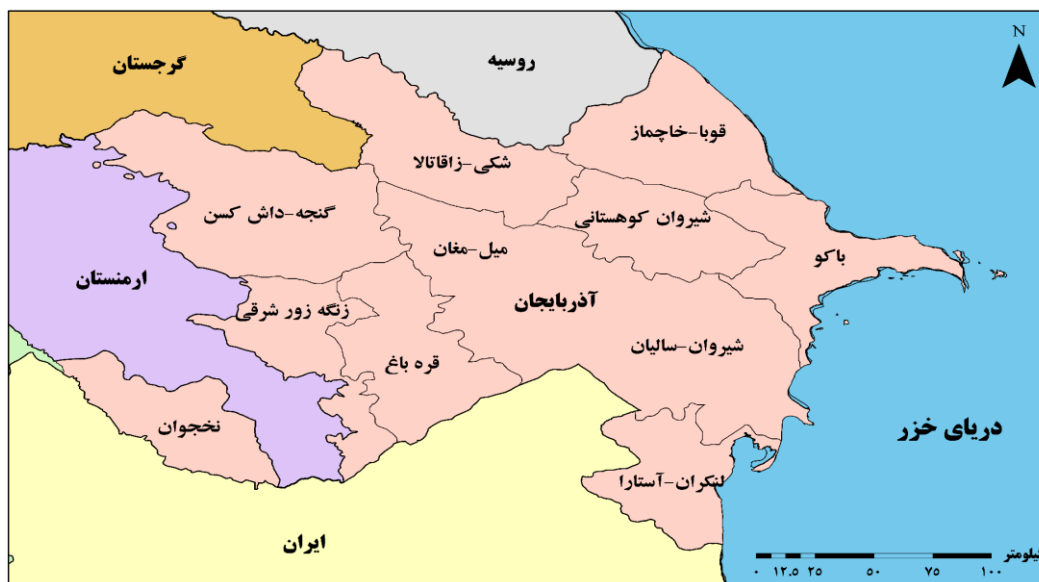 روسیه
گرجستان
N
قوبا-خاچماز
شکی-زاقاتالا
گنجه-داش کسن
شیروان کوهستانی
میل-مغان
باکو
ارمنستان
آذربایجان
زنگه زور شرقی
شیروان-سالیان
قره باغ
نخجوان
دریای خزر
لنکران-آستارا
ایران
کیلومتر
۰ ۱۲.۵ ۲۵ ۵۰ ۷۵ ۱۰۰